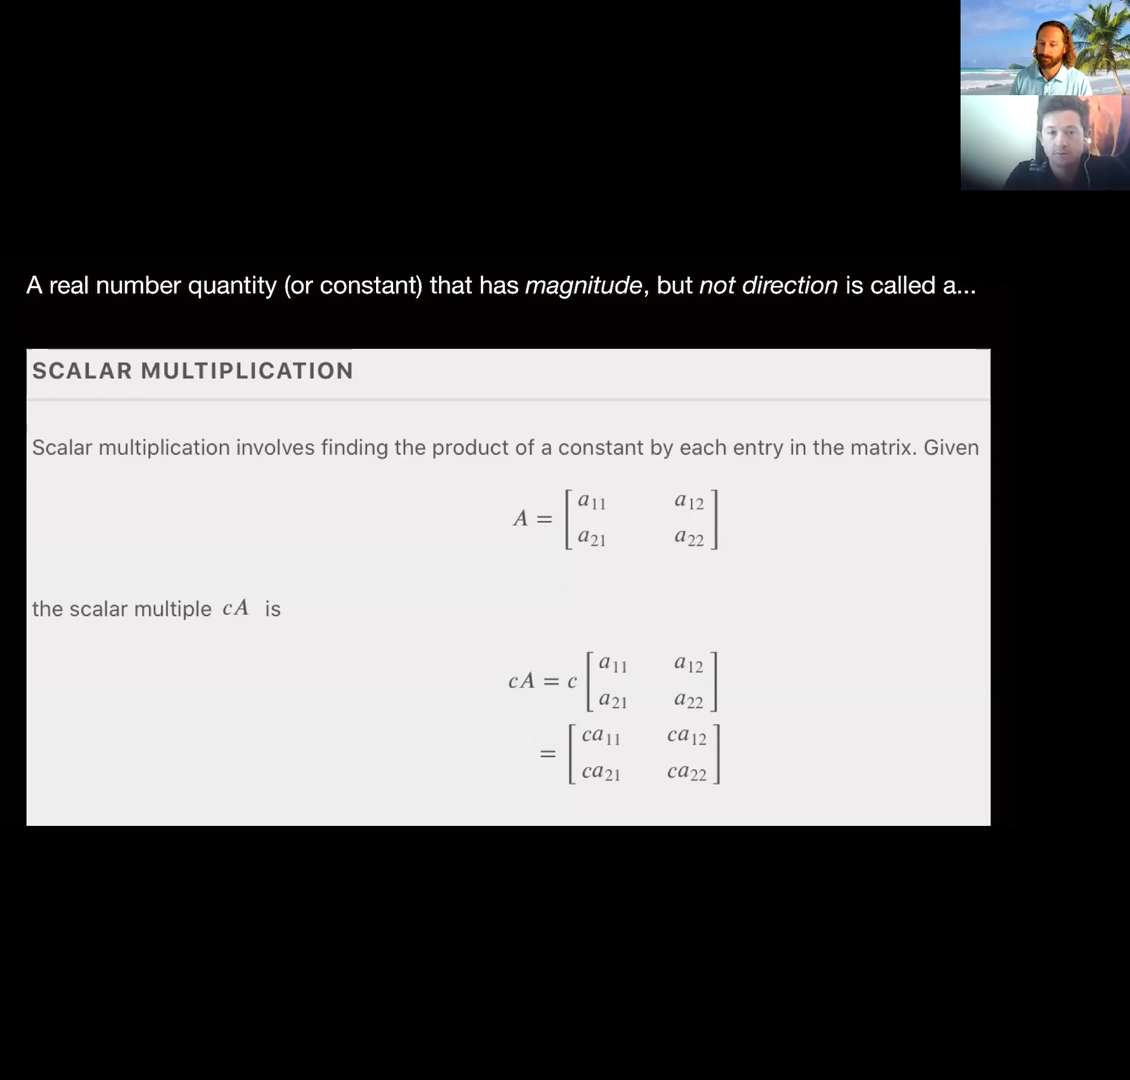 A real number quantity (or constant) that has magnitude, but not direction is called a...
SCALAR MULTIPLICATION
Scalar multiplication involves finding the product of a constant by each entry in the matrix. Given
A = [a₁₁ a₁₂
a₂₁ a₂₂]
the scalar multiple cA is
cA = c [a₁₁ a₁₂
a₂₁ a₂₂]
= [ca₁₁ ca₁₂
ca₂₁ ca₂₂]